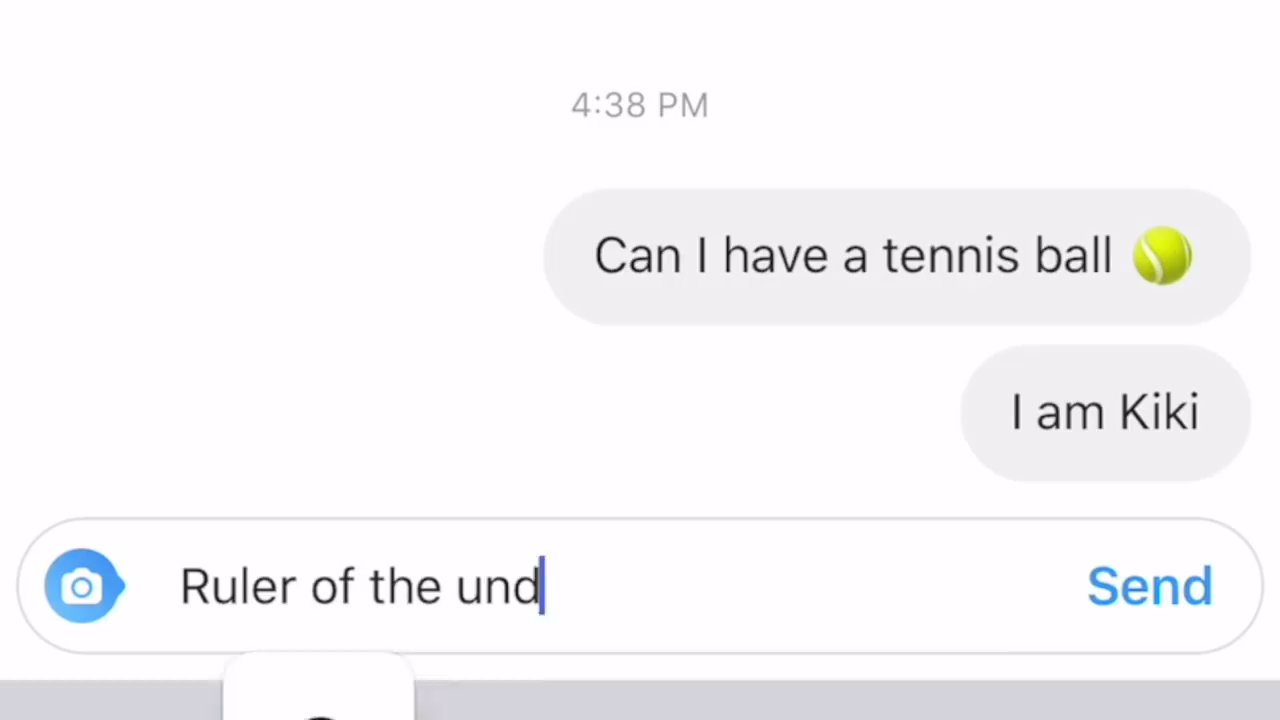 4:38 PM
Can I have a tennis ball 🎾
I am Kiki
Ruler of the und
Send